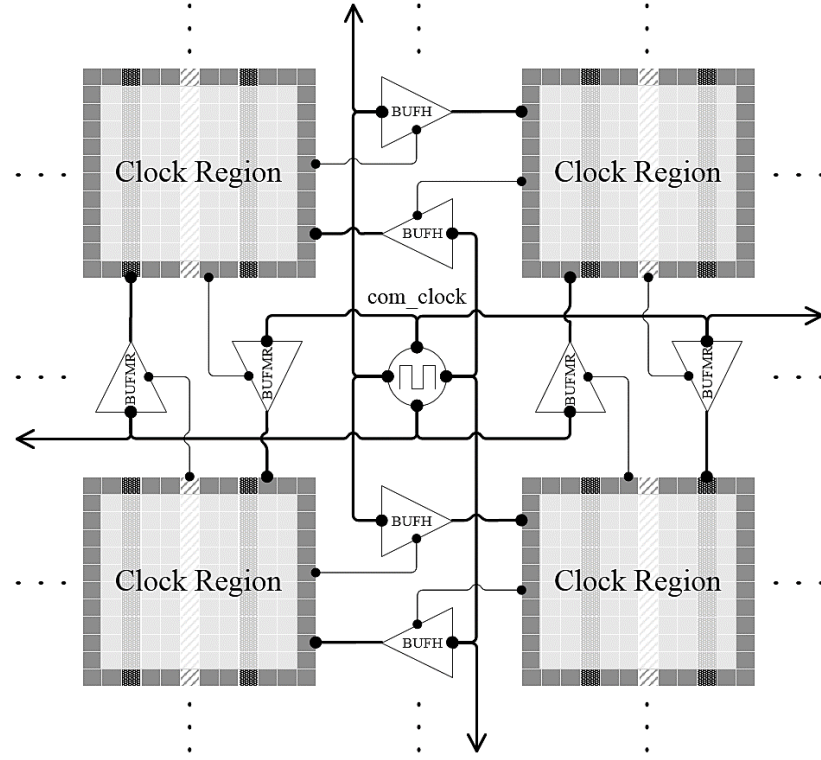 BUFH
Clock Region
Clock Region
BUFH
com_clock
BUFMR
BUFMR
BUFMR
BUFMR
BUFH
Clock Region
Clock Region
BUFH